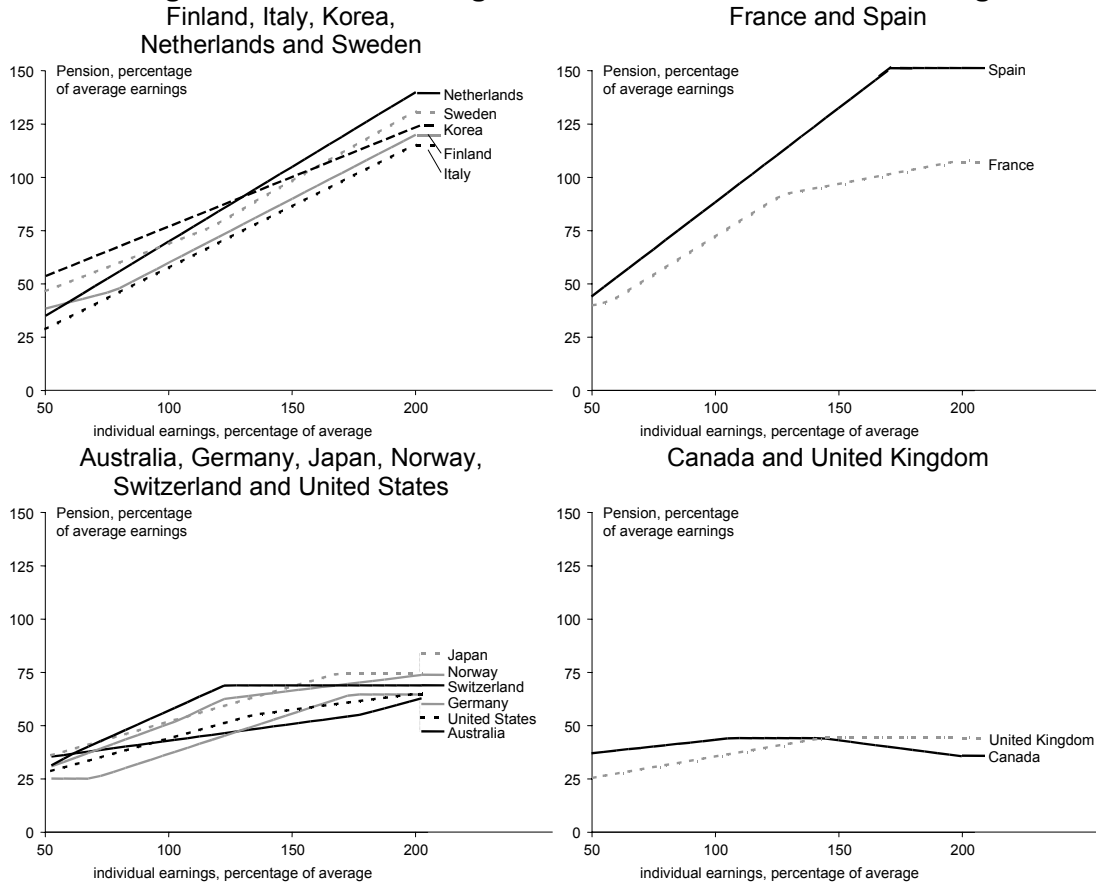 Finland, Italy, Korea,
Netherlands and Sweden
Pension, percentage
of average earnings
150
125
100
75
50
25
0
Netherlands
Sweden
Korea
Finland
Italy
50 100 150 200
individual earnings, percentage of average
France and Spain
Pension, percentage
of average earnings
150
125
100
75
50
25
0
Spain
France
50 100 150 200
individual earnings, percentage of average
Australia, Germany, Japan, Norway,
Switzerland and United States
Pension, percentage
of average earnings
150
125
100
75
50
25
0
Japan
Norway
Switzerland
Germany
United States
Australia
50 100 150 200
individual earnings, percentage of average
Canada and United Kingdom
Pension, percentage
of average earnings
150
125
100
75
50
25
0
United Kingdom
Canada
50 100 150 200
individual earnings, percentage of average